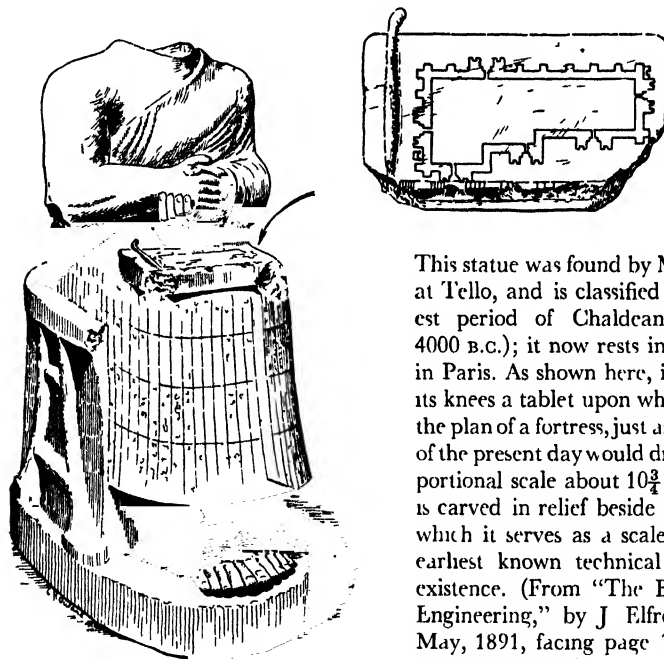 This statue was found by M
at Tello, and is classified
est period of Chaldean
4000 B.C.); it now rests in
in Paris. As shown here, i
its knees a tablet upon wh
the plan of a fortress, just a
of the present day would dr
portional scale about 10¾
is carved in relief beside
which it serves as a scale
earliest known technical
existence. (From "The E
Engineering," by J Elfr
May, 1891, facing page